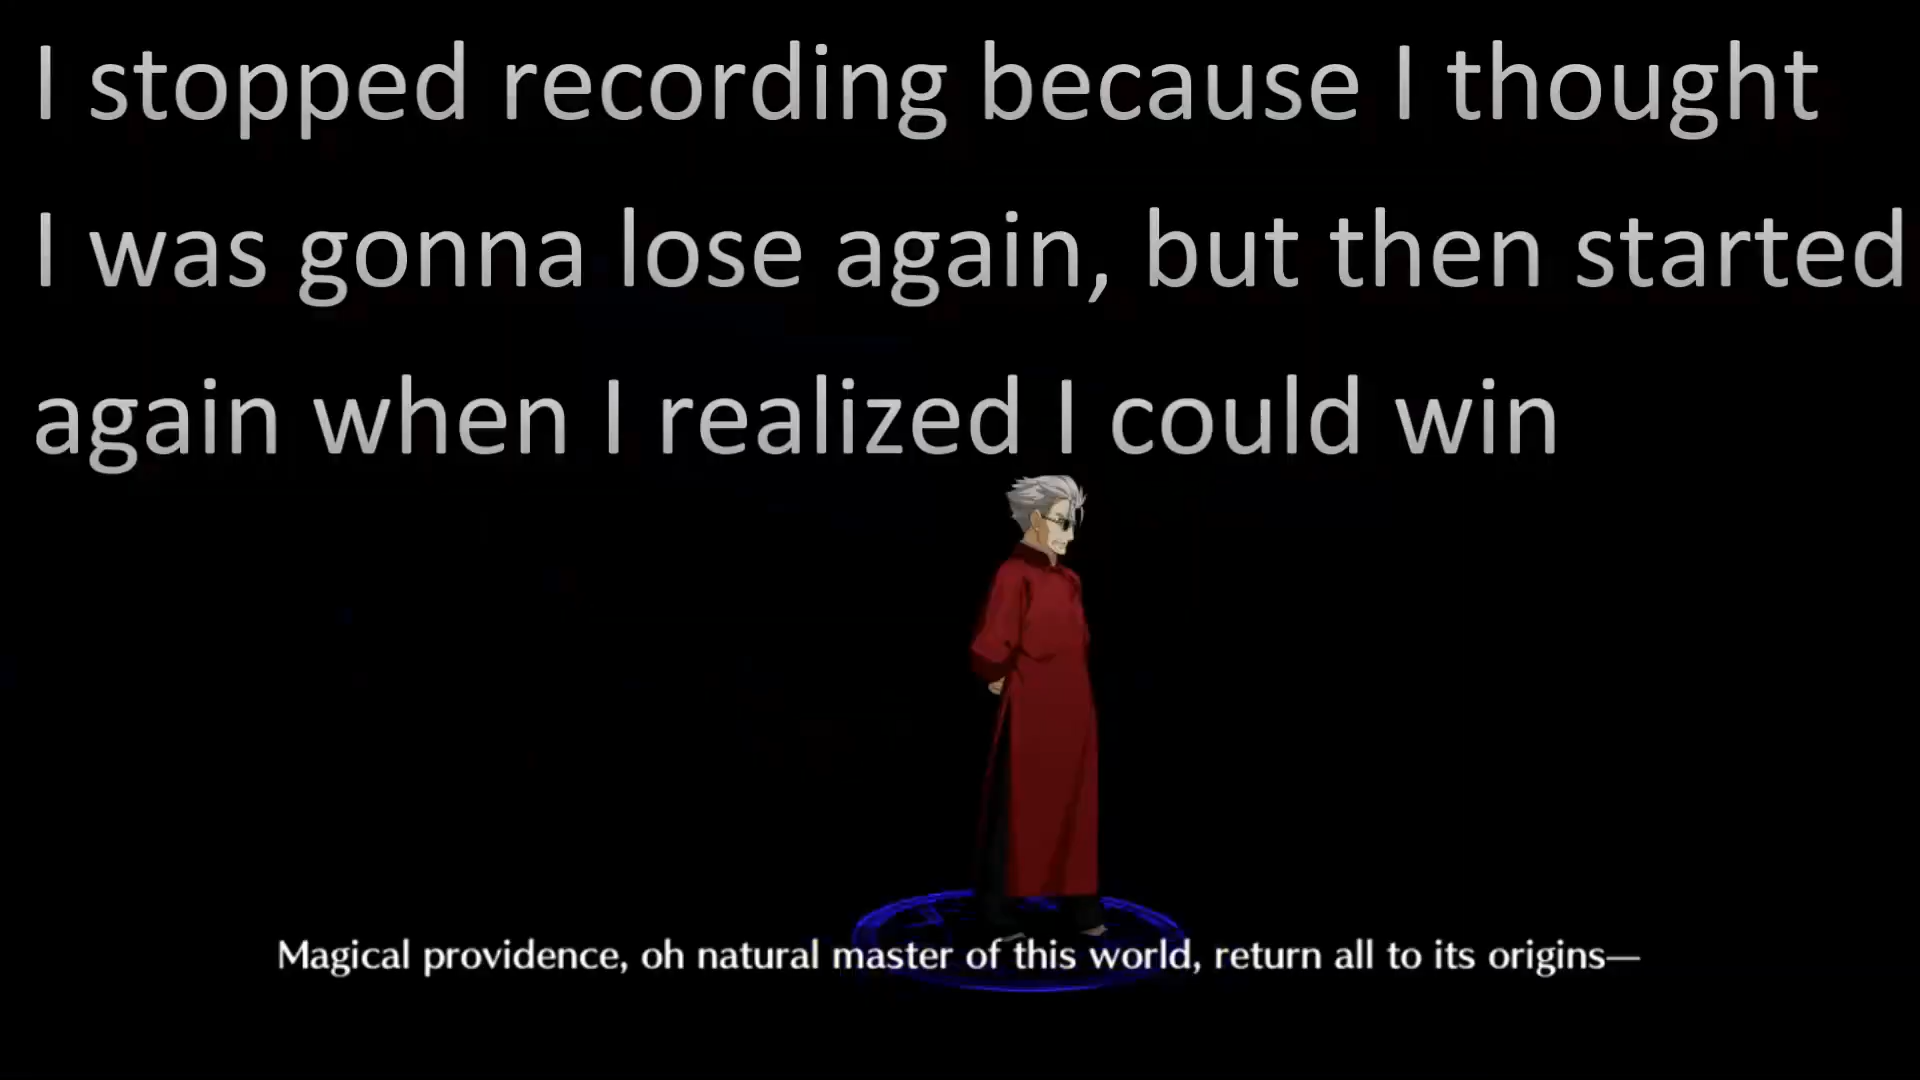 I stopped recording because I thought
I was gonna lose again, but then started
again when I realized I could win
Magical providence, oh natural master of this world, return all to its origins—